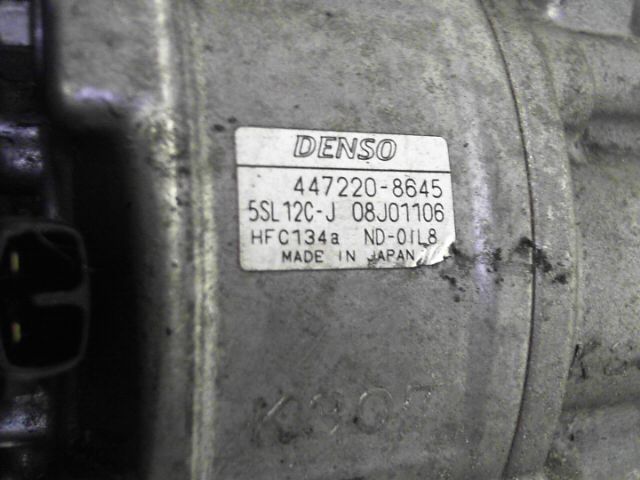 DENSO
447220-8645
5SL12C-J 08J01106
HFC134a ND-OIL8
MADE IN JAPAN